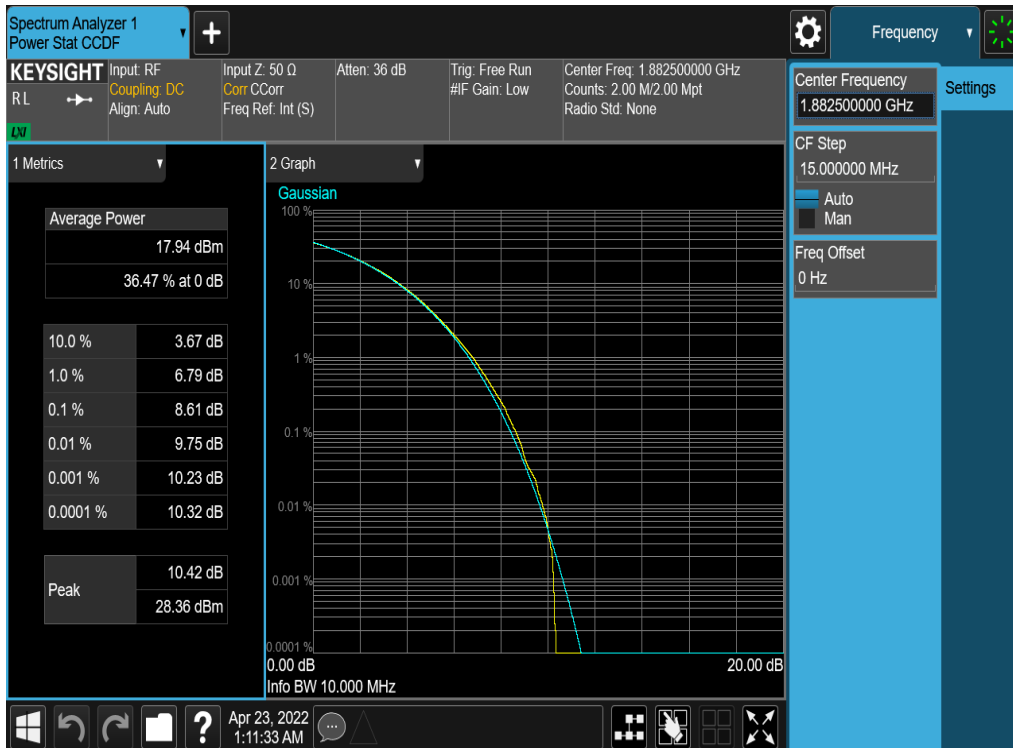 Spectrum Analyzer 1
Power Stat CCDF
+
Frequency
KEYSIGHT
RL
LXI
Input: RF
Coupling: DC
Align: Auto
Input Z: 50 Ω
Corr CCorr
Freq Ref: Int (S)
Atten: 36 dB
Trig: Free Run
#IF Gain: Low
Center Freq: 1.882500000 GHz
Counts: 2.00 M/2.00 Mpt
Radio Std: None
Center Frequency
1.882500000 GHz
Settings
CF Step
15.000000 MHz
Auto
Man
Freq Offset
0 Hz
1 Metrics
Average Power
17.94 dBm
36.47 % at 0 dB
10.0 % 3.67 dB
1.0 % 6.79 dB
0.1 % 8.61 dB
0.01 % 9.75 dB
0.001 % 10.23 dB
0.0001 % 10.32 dB
Peak
10.42 dB
28.36 dBm
2 Graph
Gaussian
100 %
10 %
1 %
0.1 %
0.01 %
0.001 %
0.0001 %
0.00 dB 20.00 dB
Info BW 10.000 MHz
?
Apr 23, 2022
1:11:33 AM